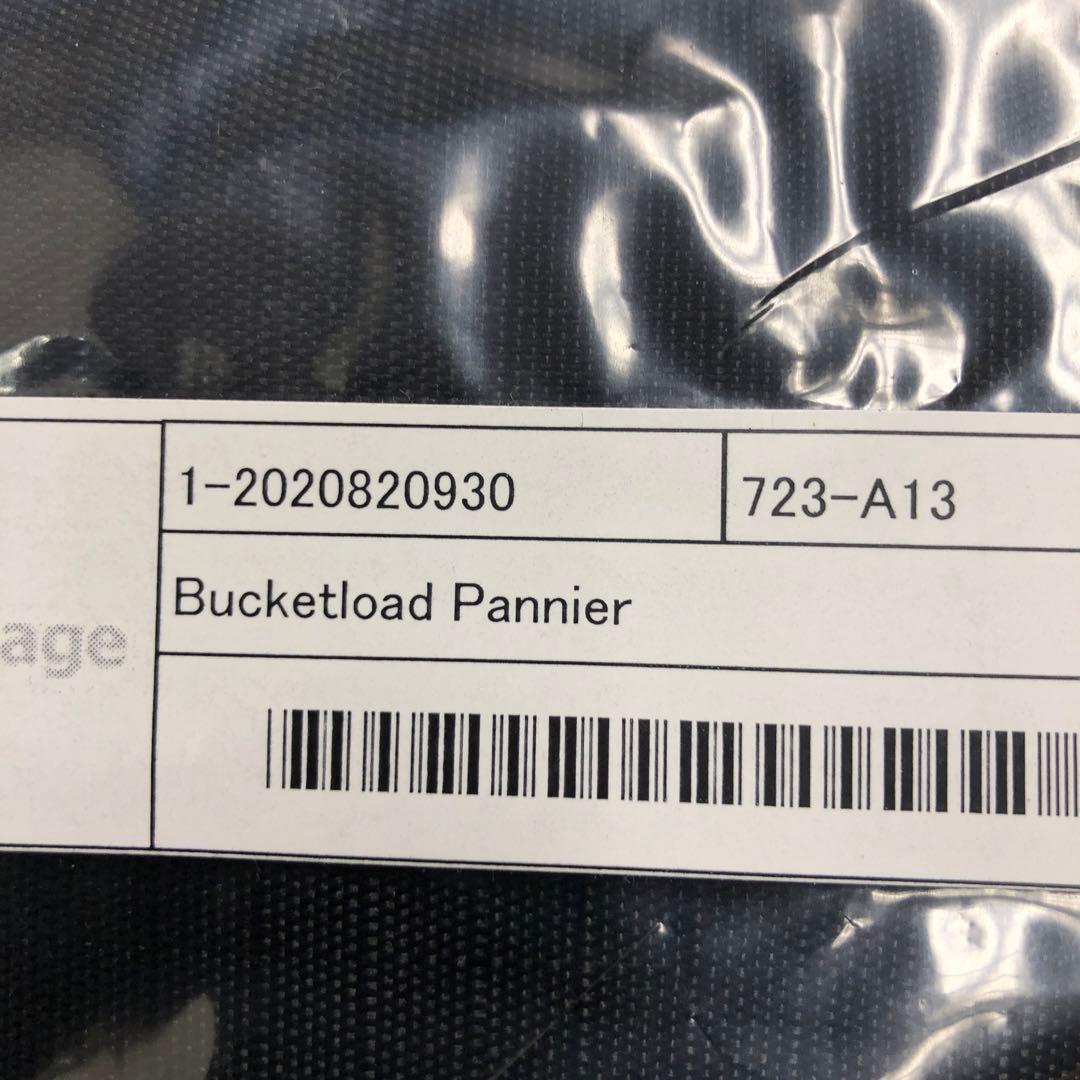 1-2020820930
723-A13
Bucketload Pannier
age